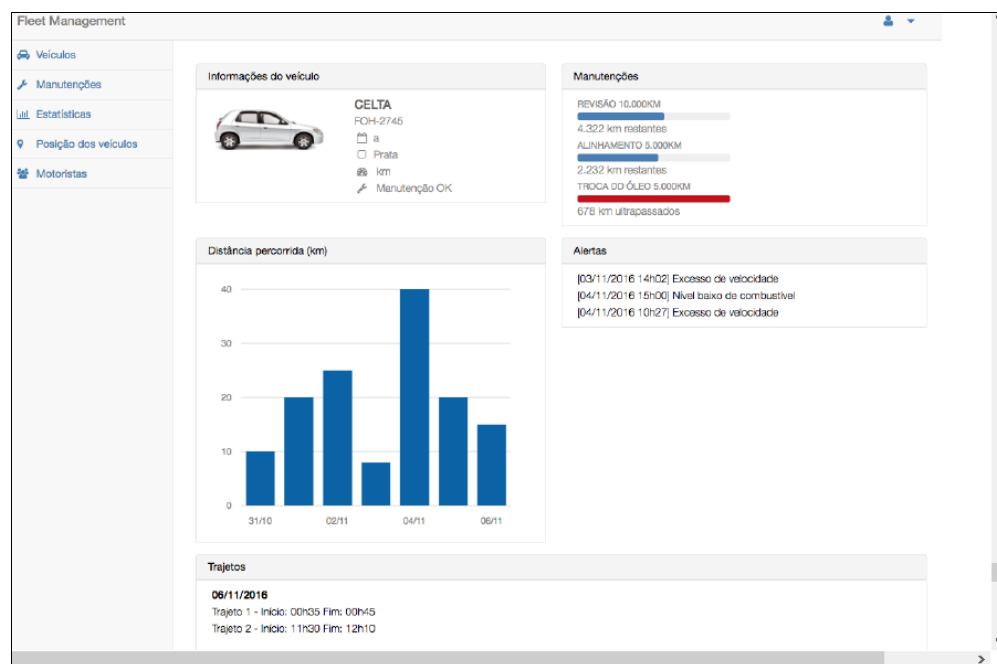 Fleet Management
Veículos
Manutenções
Estatísticas
Posição dos veículos
Motoristas
Informações do veículo
CELTA
FOH-2745
a
Prata
km
Manutenção OK
Manutenções
REVISÃO 10.000KM
4.322 km restantes
ALINHAMENTO 5.000KM
2.232 km restantes
TROCA DO ÓLEO 5.000KM
678 km ultrapassados
Distância percorrida (km)
40
30
20
10
0
31/10 02/11 04/11 06/11
Alertas
[03/11/2016 14h02] Excesso de velocidade
[04/11/2016 15h00] Nível baixo de combustível
[04/11/2016 10h27] Excesso de velocidade
Trajetos
06/11/2016
Trajeto 1 - Início: 00h35 Fim: 00h45
Trajeto 2 - Início: 11h30 Fim: 12h10